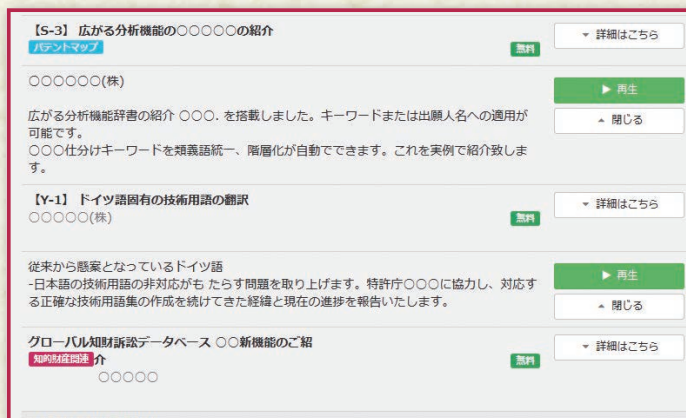 【S-3】 広がる分析機能の○○○○○の紹介
▼ 詳細はこちら
パテントマップ
無料
○○○○○○(株)
▶ 再生
広がる分析機能辞書の紹介 ○○○. を搭載しました。キーワードまたは出願人名への適用が
▲ 閉じる
可能です。
○○○仕分けキーワードを類義語統一、階層化が自動でできます。これを実例で紹介致しま
す。
【Y-1】 ドイツ語固有の技術用語の翻訳
▼ 詳細はこちら
○○○○○(株)
無料
従来から懸案となっているドイツ語
▶ 再生
-日本語の技術用語の非対応がも たらす問題を取り上げます。特許庁○○○に協力し、対応す
る正確な技術用語集の作成を続けてきた経緯と現在の進捗を報告いたします。
▲ 閉じる
グローバル知財訴訟データベース ○○新機能のご紹
▼ 詳細はこちら
知的財産関連 介
無料
○○○○○